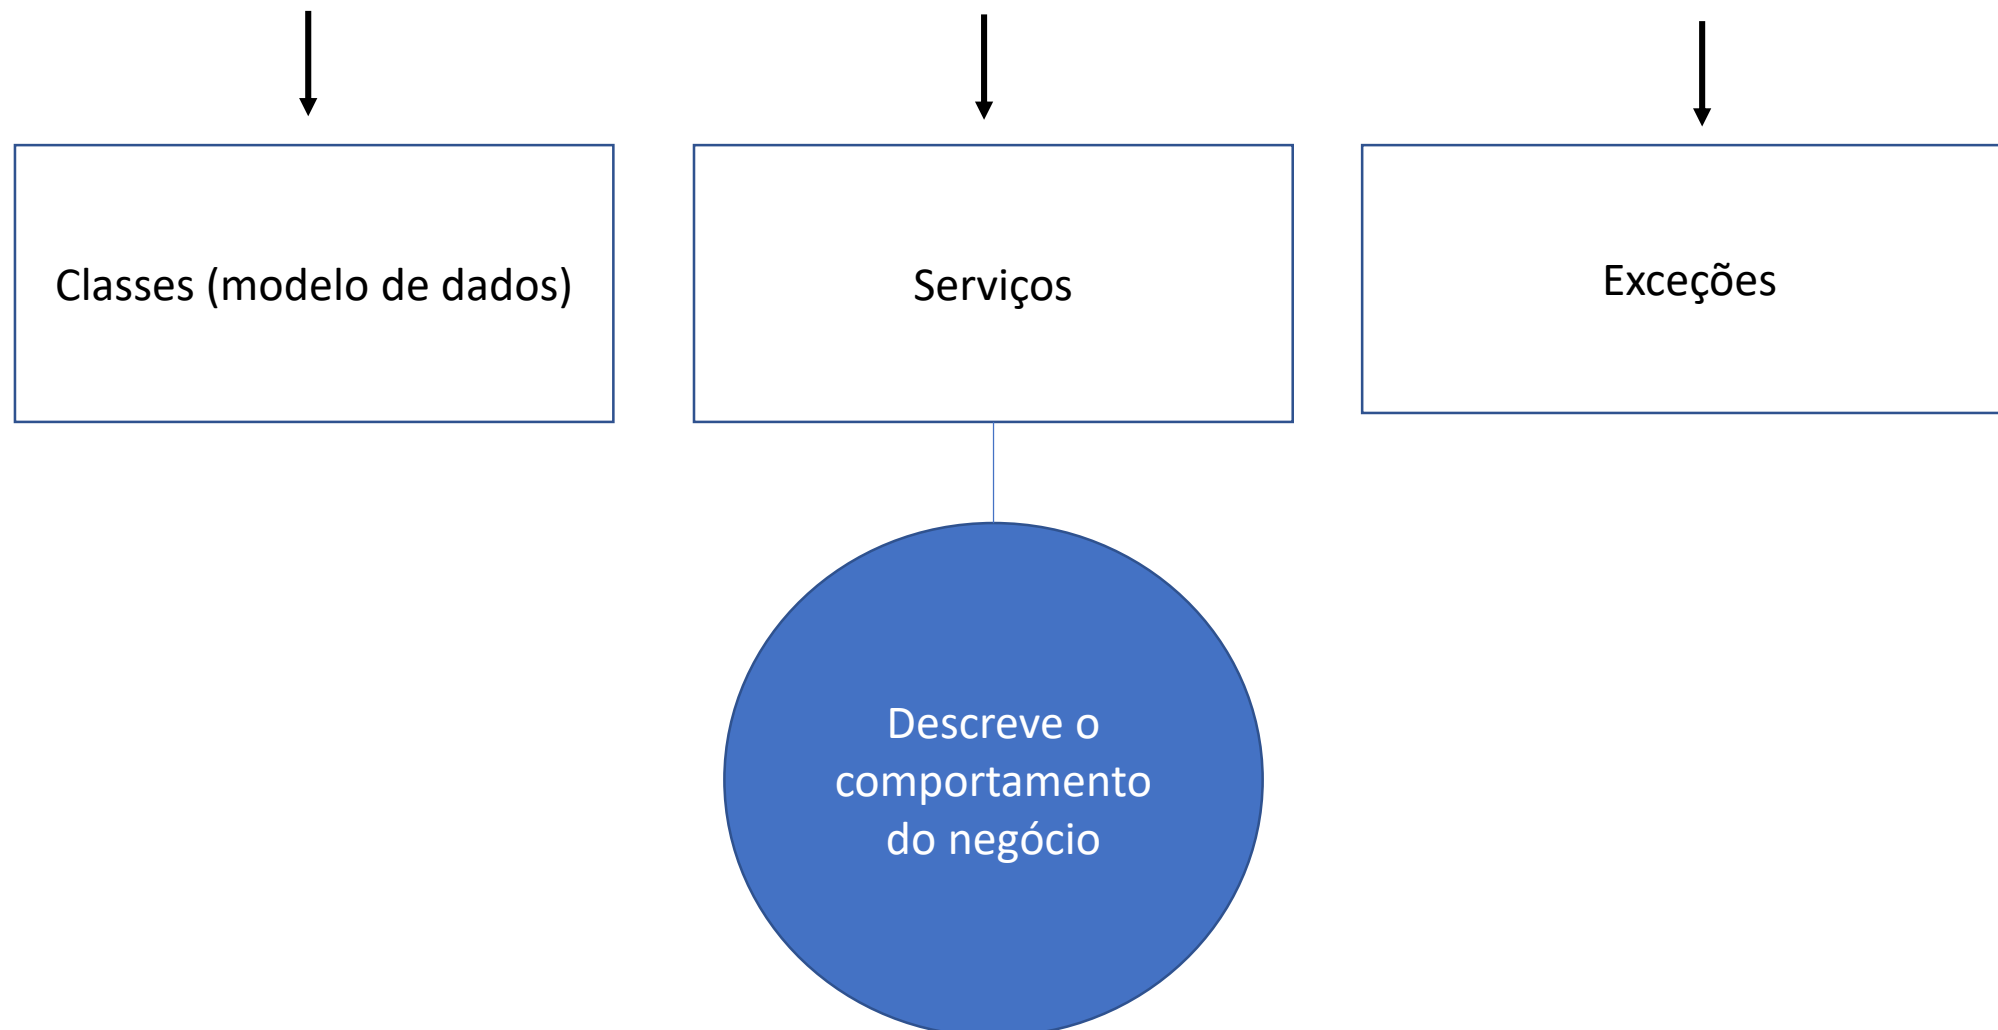 Classes (modelo de dados)
Serviços
Exceções
Descreve o
comportamento
do negócio